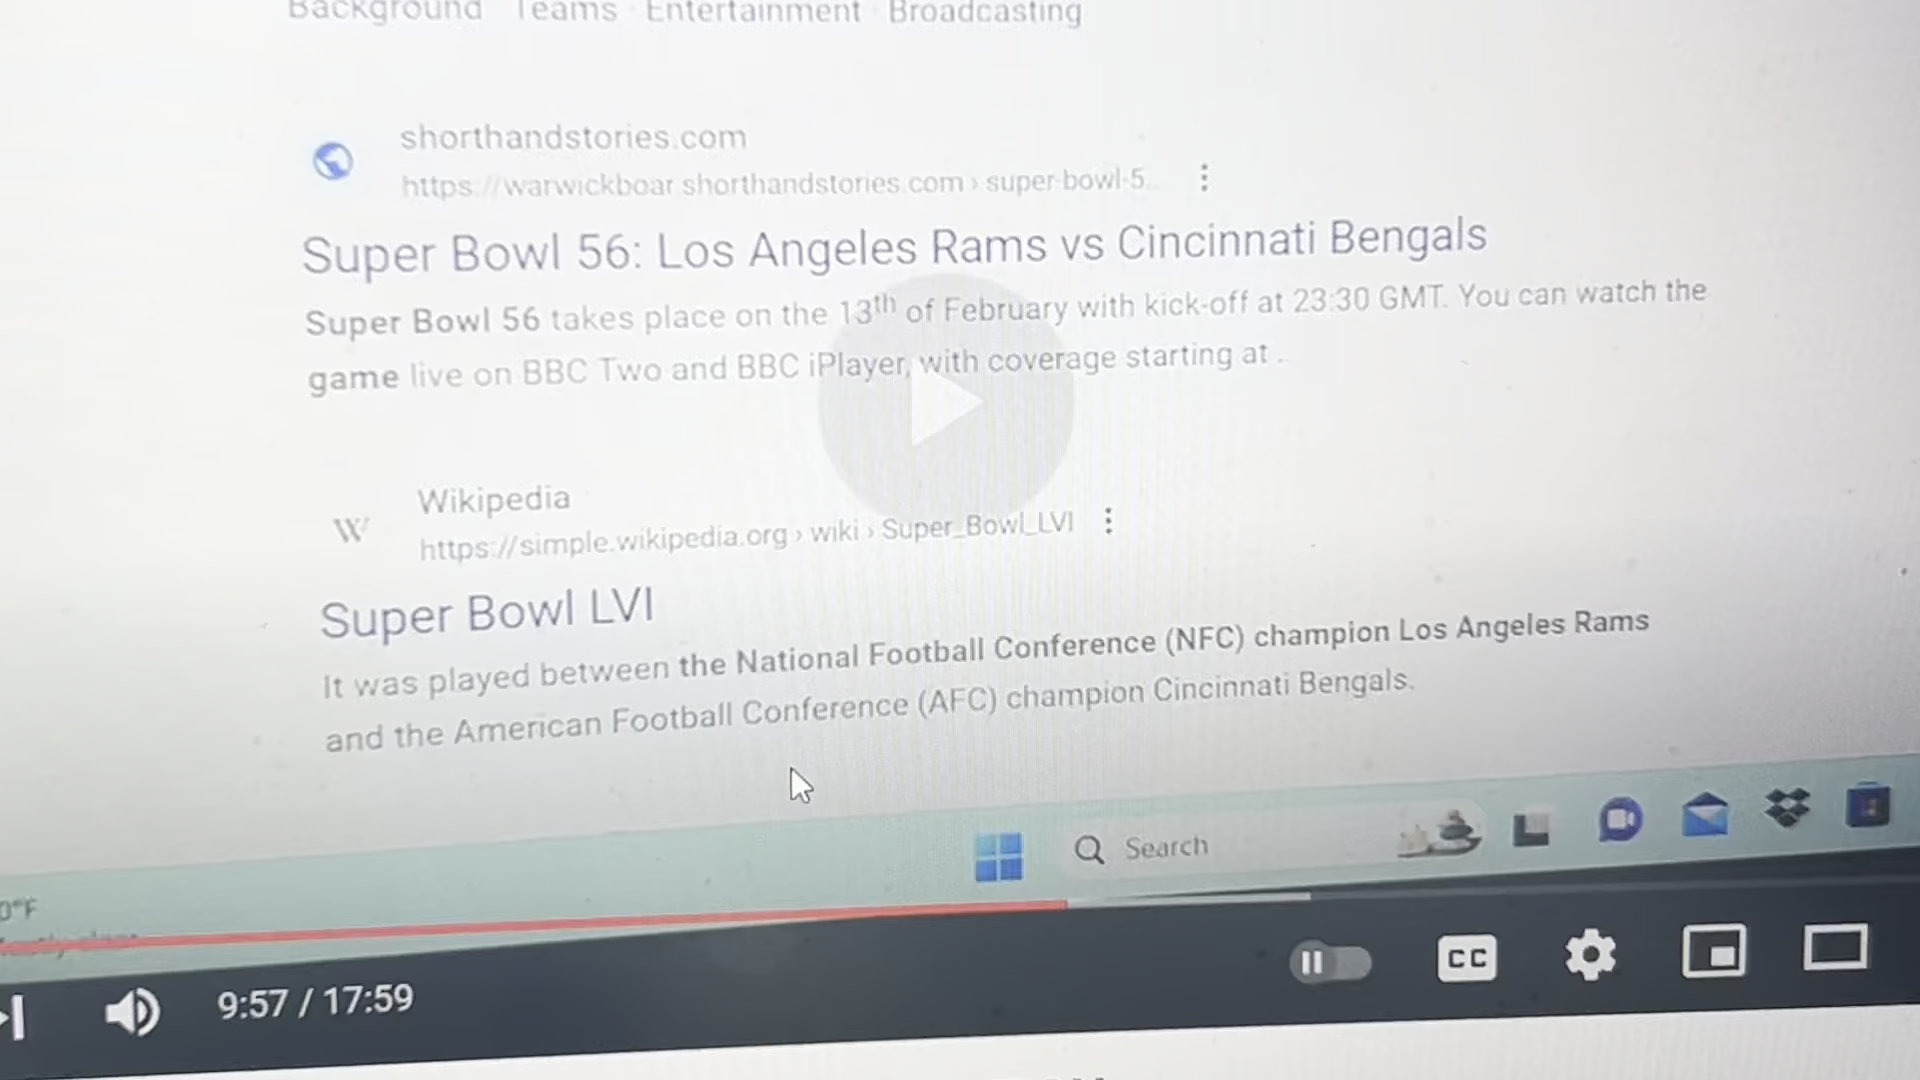 Background Teams · Entertainment · Broadcasting
shorthandstories.com
https://warwickboar.shorthandstories.com › super-bowl-5...
Super Bowl 56: Los Angeles Rams vs Cincinnati Bengals
Super Bowl 56 takes place on the 13th of February with kick-off at 23:30 GMT. You can watch the
game live on BBC Two and BBC iPlayer, with coverage starting at .
W
Wikipedia
https://simple.wikipedia.org › wiki › Super_Bowl_LVI
Super Bowl LVI
It was played between the National Football Conference (NFC) champion Los Angeles Rams
and the American Football Conference (AFC) champion Cincinnati Bengals.
Search
0°F
9:57 / 17:59
CC